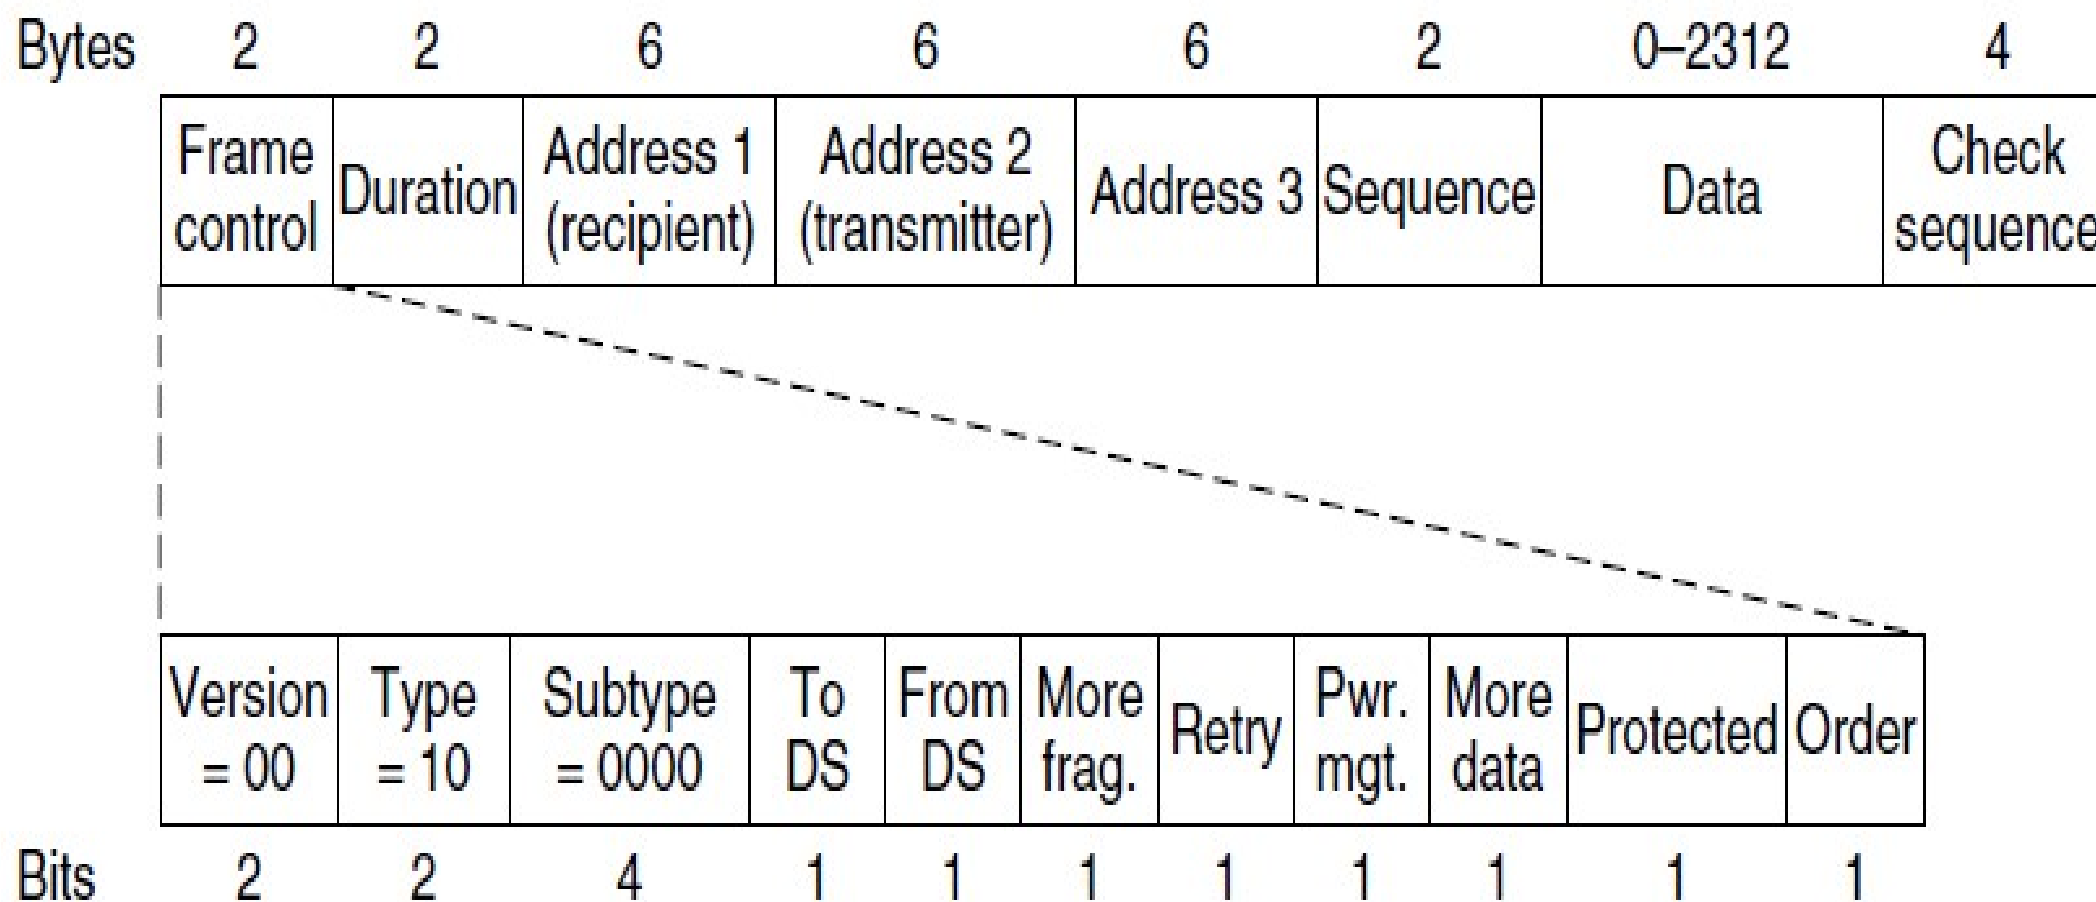 Bytes 2 2 6 6 6 2 0–2312 4
Frame control
Duration
Address 1 (recipient)
Address 2 (transmitter)
Address 3
Sequence
Data
Check sequence
Version = 00
Type = 10
Subtype = 0000
To DS
From DS
More frag.
Retry
Pwr. mgt.
More data
Protected
Order
Bits 2 2 4 1 1 1 1 1 1 1 1